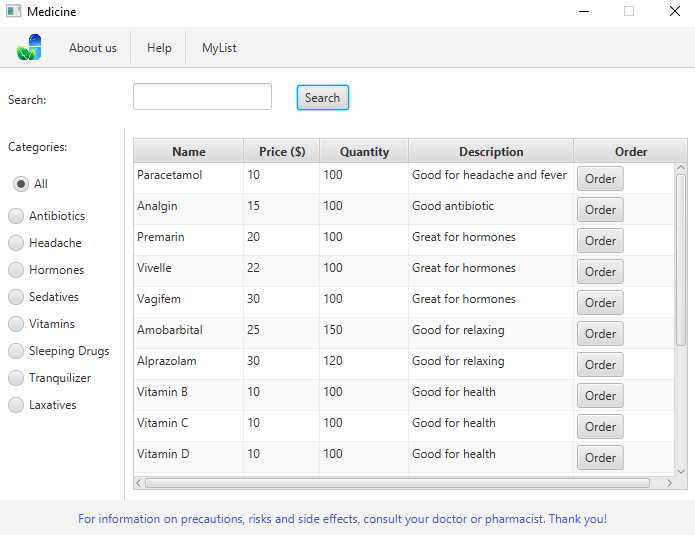 Medicine
About us Help MyList
Search: Search
Categories:
All
Antibiotics
Headache
Hormones
Sedatives
Vitamins
Sleeping Drugs
Tranquilizer
Laxatives
Name Price ($) Quantity Description Order
Paracetamol 10 100 Good for headache and fever Order
Analgin 15 100 Good antibiotic Order
Premarin 20 100 Great for hormones Order
Vivelle 22 100 Great for hormones Order
Vagifem 30 100 Great for hormones Order
Amobarbital 25 150 Good for relaxing Order
Alprazolam 30 120 Good for relaxing Order
Vitamin B 10 100 Good for health Order
Vitamin C 10 100 Good for health Order
Vitamin D 10 100 Good for health Order
For information on precautions, risks and side effects, consult your doctor or pharmacist. Thank you!